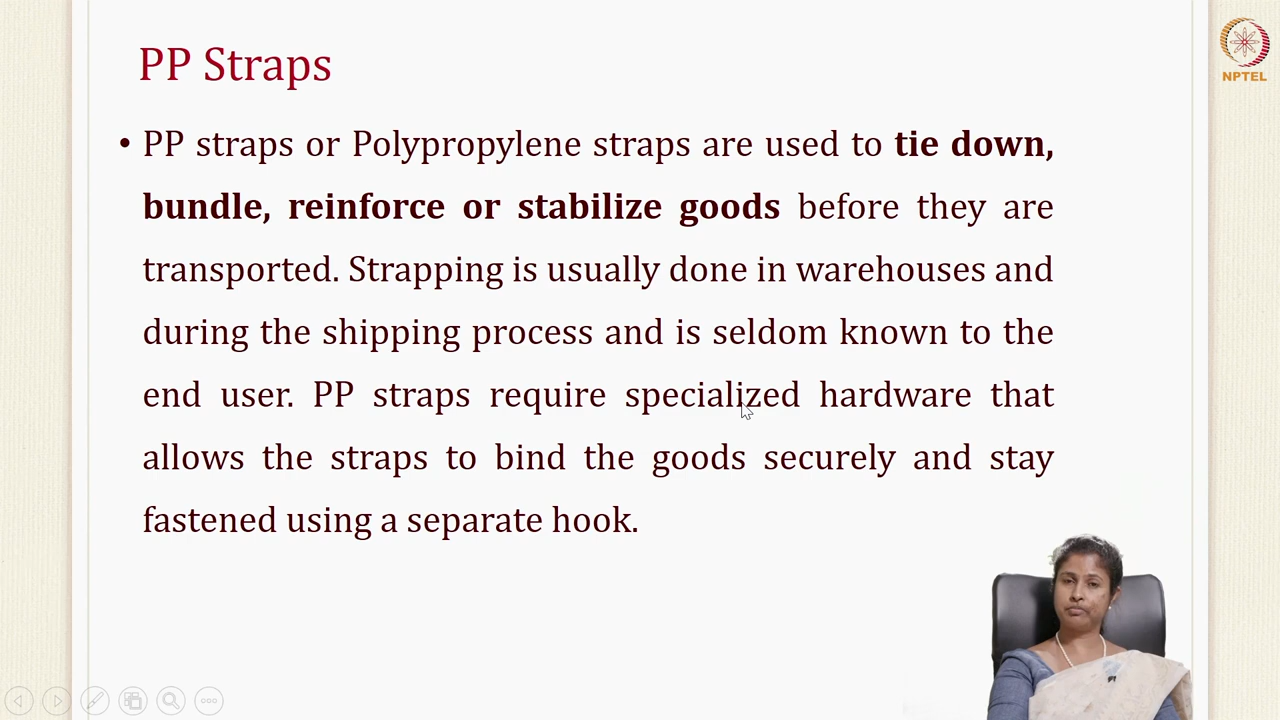 PP Straps
NPTEL
• PP straps or Polypropylene straps are used to tie down,
bundle, reinforce or stabilize goods before they are
transported. Strapping is usually done in warehouses and
during the shipping process and is seldom known to the
end user. PP straps require specialized hardware that
allows the straps to bind the goods securely and stay
fastened using a separate hook.